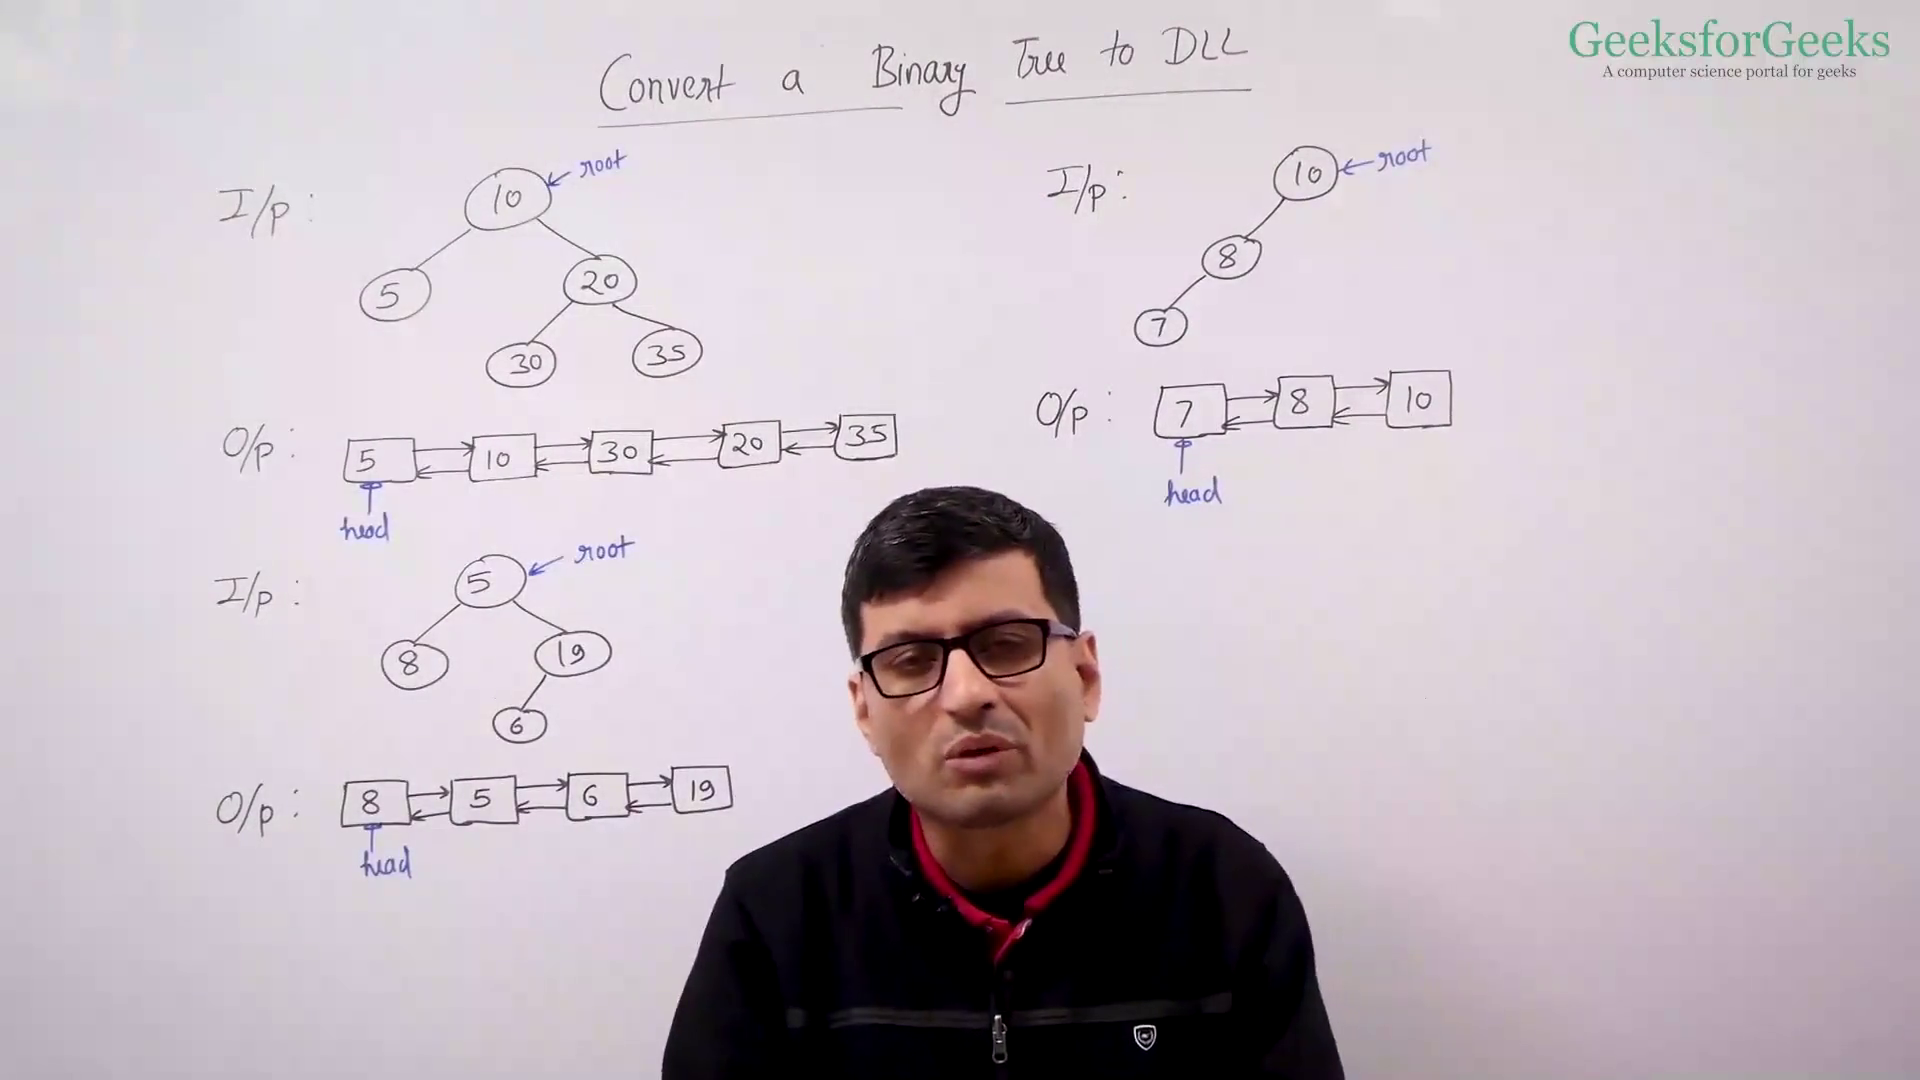 GeeksforGeeks
A computer science portal for geeks
Convert a Binary Tree to DLL
I/p :
10 ← root
5 20
30 35
O/p : 5 10 30 20 35
head
I/p :
10 ← root
8
7
O/p : 7 8 10
head
I/p :
5 ← root
8 19
6
O/p : 8 5 6 19
head